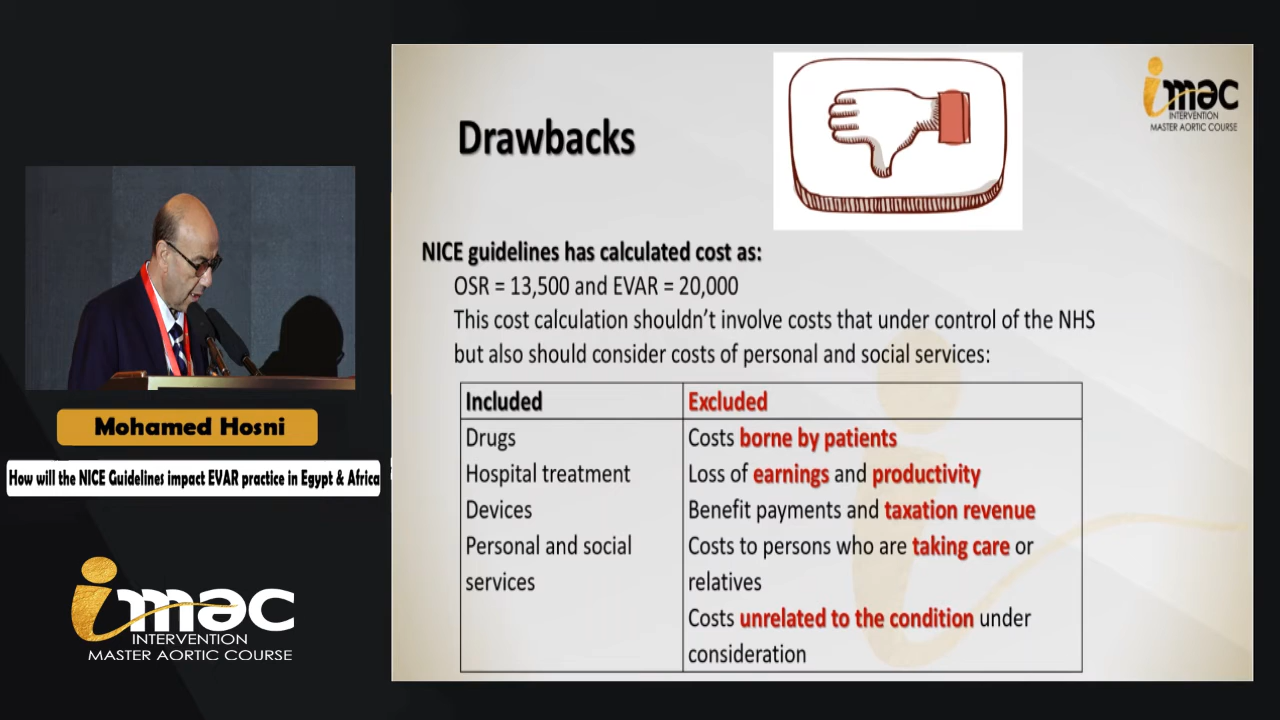 imac
INTERVENTION
MASTER AORTIC COURSE
Drawbacks
NICE guidelines has calculated cost as:
OSR = 13,500 and EVAR = 20,000
This cost calculation shouldn't involve costs that under control of the NHS
but also should consider costs of personal and social services:
Included
Excluded
Drugs
Costs borne by patients
Hospital treatment
Loss of earnings and productivity
Devices
Benefit payments and taxation revenue
Personal and social
services
Costs to persons who are taking care or
relatives
Costs unrelated to the condition under
consideration
Mohamed Hosni
How will the NICE Guidelines impact EVAR practice in Egypt & Africa
imac
INTERVENTION
MASTER AORTIC COURSE